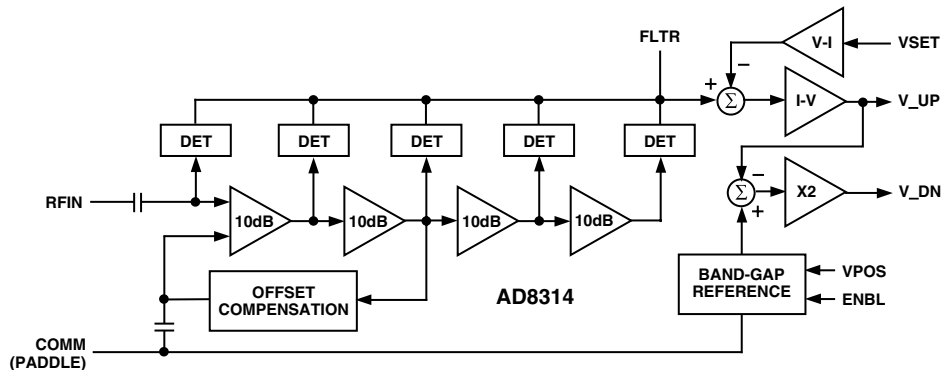 FLTR
V-I
VSET
+
−
Σ
I-V
V_UP
DET
DET
DET
DET
DET
RFIN
10dB
10dB
10dB
10dB
−
Σ
+
X2
V_DN
OFFSET
COMPENSATION
AD8314
BAND-GAP
REFERENCE
VPOS
ENBL
COMM
(PADDLE)